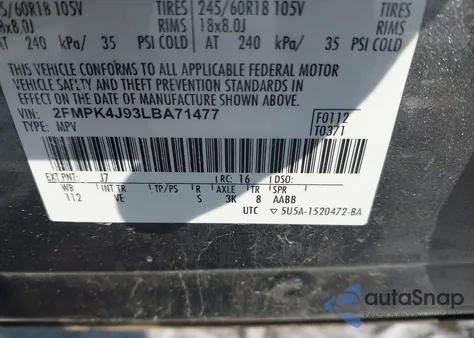 245/60R18 105V TIRES 245/60R18 105V
18x8.0J RIMS 18x8.0J
AT 240 kPa/ 35 PSI COLD AT 240 kPa/ 35 PSI COLD
THIS VEHICLE CONFORMS TO ALL APPLICABLE FEDERAL MOTOR
VEHICLE SAFETY AND THEFT PREVENTION STANDARDS IN
EFFECT ON THE DATE OF MANUFACTURE SHOWN ABOVE.
VIN: 2FMPK4J93LBA71477 F0112
TYPE: MPV T0371
EXT PNT: J7 RC: 16 DSO:
WB INT TR TP/PS R AXLE TR SPR
112 VE S 3K 8 AABB
UTC ▽ 5U5A-1520472-BA
autoSnap